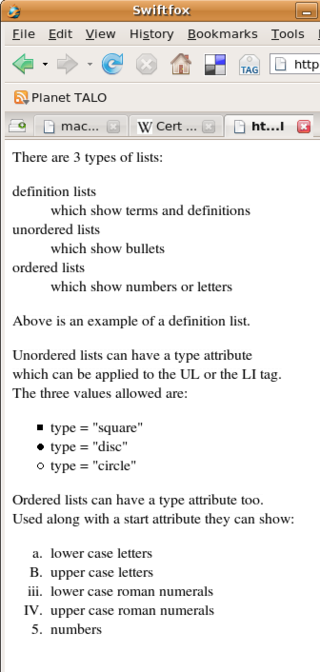 Swiftfox
File Edit View History Bookmarks Tools
TAG http
Planet TALO
mac... W Cert ... ht...l
There are 3 types of lists:
definition lists
which show terms and definitions
unordered lists
which show bullets
ordered lists
which show numbers or letters
Above is an example of a definition list.
Unordered lists can have a type attribute
which can be applied to the UL or the LI tag.
The three values allowed are:
■ type = "square"
● type = "disc"
○ type = "circle"
Ordered lists can have a type attribute too.
Used along with a start attribute they can show:
a. lower case letters
B. upper case letters
iii. lower case roman numerals
IV. upper case roman numerals
5. numbers